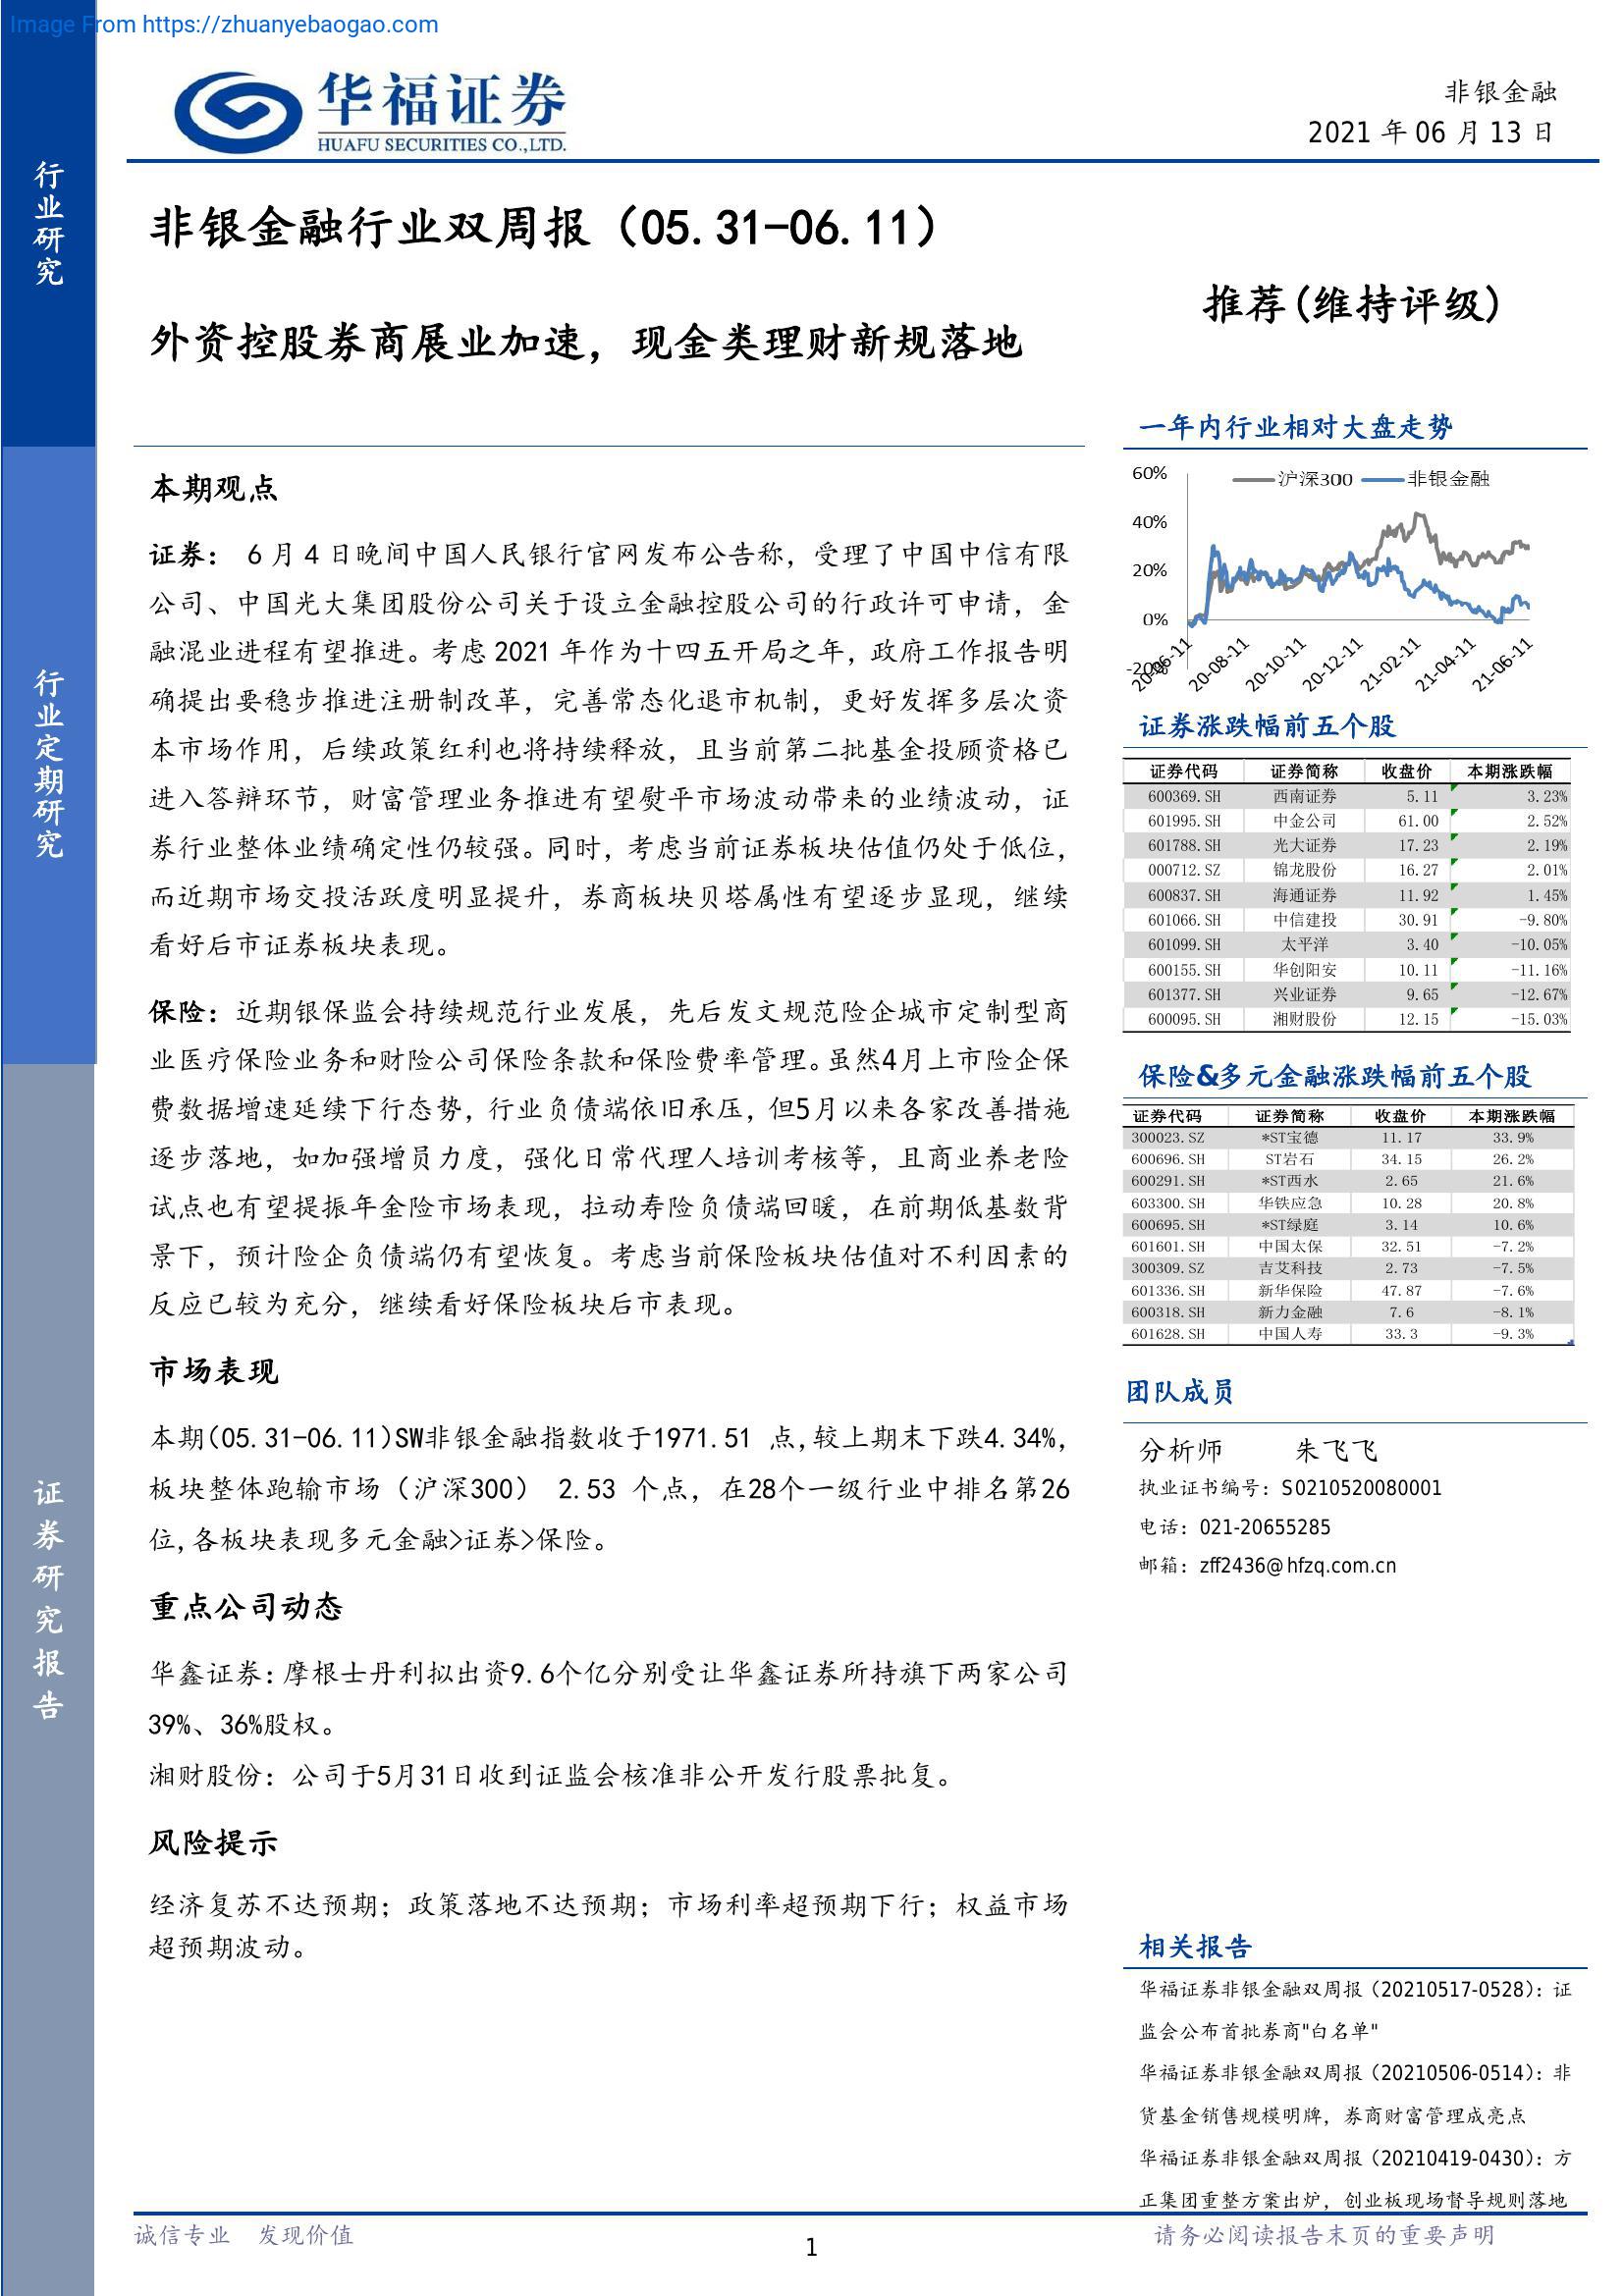 Image From https://zhuanyebaogao.com
华福证券
HUAFU SECURITIES CO.,LTD.
非银金融
2021 年 06 月 13 日
行业研究
行业定期研究
证券研究报告
非银金融行业双周报（05.31-06.11）
外资控股券商展业加速，现金类理财新规落地
推荐(维持评级)
本期观点
证券： 6 月 4 日晚间中国人民银行官网发布公告称，受理了中国中信有限
公司、中国光大集团股份公司关于设立金融控股公司的行政许可申请，金
融混业进程有望推进。考虑 2021 年作为十四五开局之年，政府工作报告明
确提出要稳步推进注册制改革，完善常态化退市机制，更好发挥多层次资
本市场作用，后续政策红利也将持续释放，且当前第二批基金投顾资格已
进入答辩环节，财富管理业务推进有望熨平市场波动带来的业绩波动，证
券行业整体业绩确定性仍较强。同时，考虑当前证券板块估值仍处于低位，
而近期市场交投活跃度明显提升，券商板块贝塔属性有望逐步显现，继续
看好后市证券板块表现。
保险：近期银保监会持续规范行业发展，先后发文规范险企城市定制型商
业医疗保险业务和财险公司保险条款和保险费率管理。虽然4月上市险企保
费数据增速延续下行态势，行业负债端依旧承压，但5月以来各家改善措施
逐步落地，如加强增员力度，强化日常代理人培训考核等，且商业养老险
试点也有望提振年金险市场表现，拉动寿险负债端回暖，在前期低基数背
景下，预计险企负债端仍有望恢复。考虑当前保险板块估值对不利因素的
反应已较为充分，继续看好保险板块后市表现。
市场表现
本期(05.31-06.11)SW非银金融指数收于1971.51 点,较上期末下跌4.34%,
板块整体跑输市场（沪深300） 2.53 个点，在28个一级行业中排名第26
位,各板块表现多元金融>证券>保险。
重点公司动态
华鑫证券:摩根士丹利拟出资9.6个亿分别受让华鑫证券所持旗下两家公司
39%、36%股权。
湘财股份：公司于5月31日收到证监会核准非公开发行股票批复。
风险提示
经济复苏不达预期；政策落地不达预期；市场利率超预期下行；权益市场
超预期波动。
一年内行业相对大盘走势
沪深300 非银金融
60%
40%
20%
0%
-20%
20-06-11 20-08-11 20-10-11 20-12-11 21-02-11 21-04-11 21-06-11
证券涨跌幅前五个股
证券代码 证券简称 收盘价 本期涨跌幅
600369.SH 西南证券 5.11 3.23%
601995.SH 中金公司 61.00 2.52%
601788.SH 光大证券 17.23 2.19%
000712.SZ 锦龙股份 16.27 2.01%
600837.SH 海通证券 11.92 1.45%
601066.SH 中信建投 30.91 -9.80%
601099.SH 太平洋 3.40 -10.05%
600155.SH 华创阳安 10.11 -11.16%
601377.SH 兴业证券 9.65 -12.67%
600095.SH 湘财股份 12.15 -15.03%
保险&多元金融涨跌幅前五个股
证券代码 证券简称 收盘价 本期涨跌幅
300023.SZ *ST宝德 11.17 33.9%
600696.SH ST岩石 34.15 26.2%
600291.SH *ST西水 2.65 21.6%
603300.SH 华铁应急 10.28 20.8%
600695.SH *ST绿庭 3.14 10.6%
601601.SH 中国太保 32.51 -7.2%
300309.SZ 吉艾科技 2.73 -7.5%
601336.SH 新华保险 47.87 -7.6%
600318.SH 新力金融 7.6 -8.1%
601628.SH 中国人寿 33.3 -9.3%
团队成员
分析师 朱飞飞
执业证书编号：S0210520080001
电话：021-20655285
邮箱：zff2436@hfzq.com.cn
相关报告
华福证券非银金融双周报（20210517-0528）：证
监会公布首批券商"白名单"
华福证券非银金融双周报（20210506-0514）：非
货基金销售规模明牌，券商财富管理成亮点
华福证券非银金融双周报（20210419-0430）：方
正集团重整方案出炉，创业板现场督导规则落地
诚信专业 发现价值
1
请务必阅读报告末页的重要声明